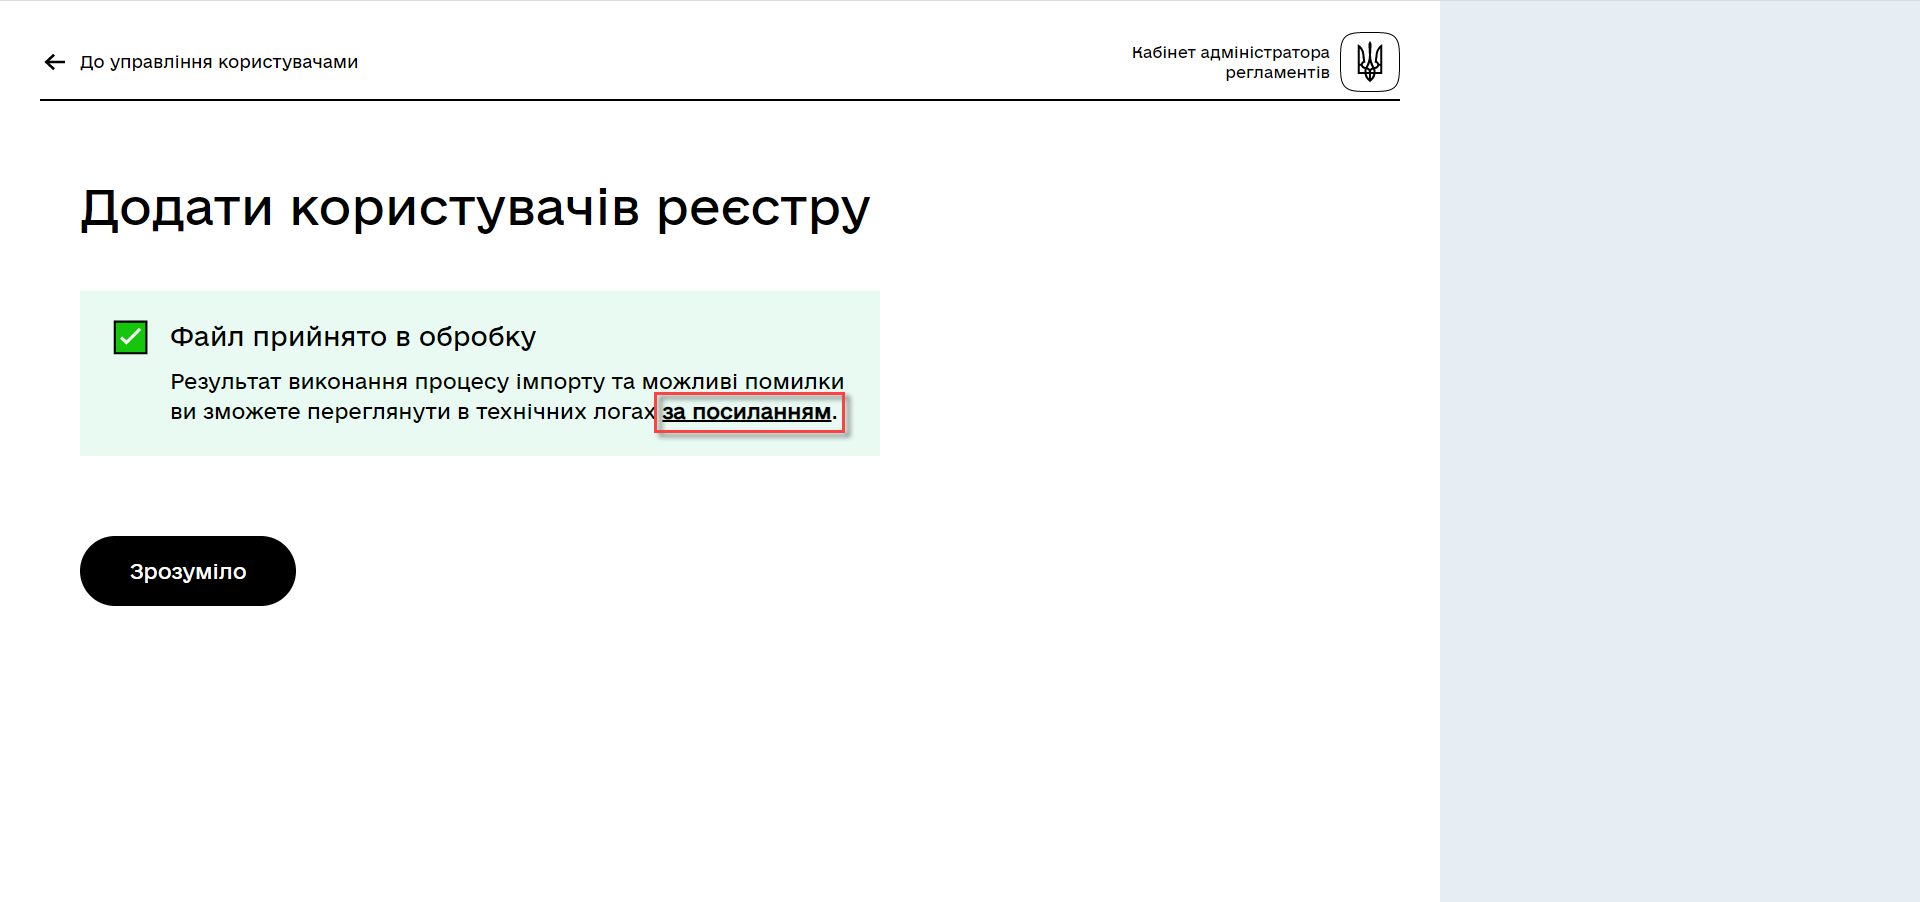 До управління користувачами
Кабінет адміністратора
регламентів
Додати користувачів реєстру
Файл прийнято в обробку
Результат виконання процесу імпорту та можливі помилки
ви зможете переглянути в технічних логах за посиланням.
Зрозуміло